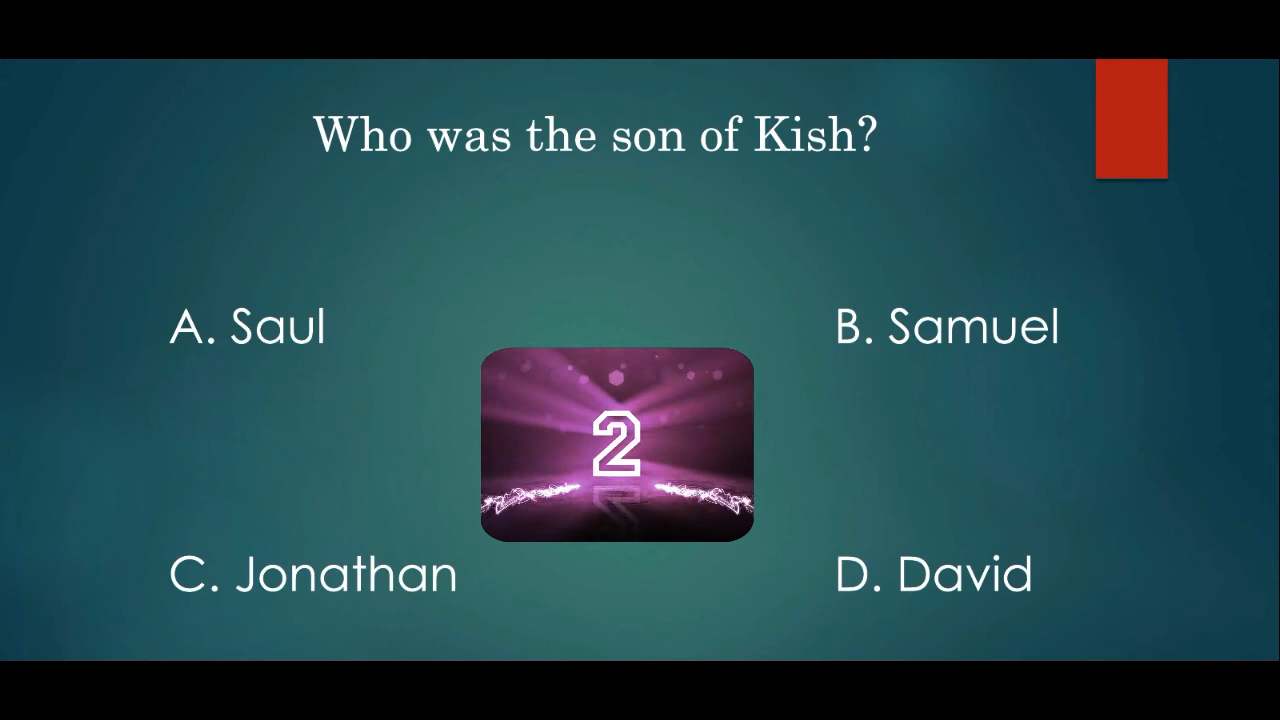 Who was the son of Kish?
A. Saul
B. Samuel
2
C. Jonathan
D. David